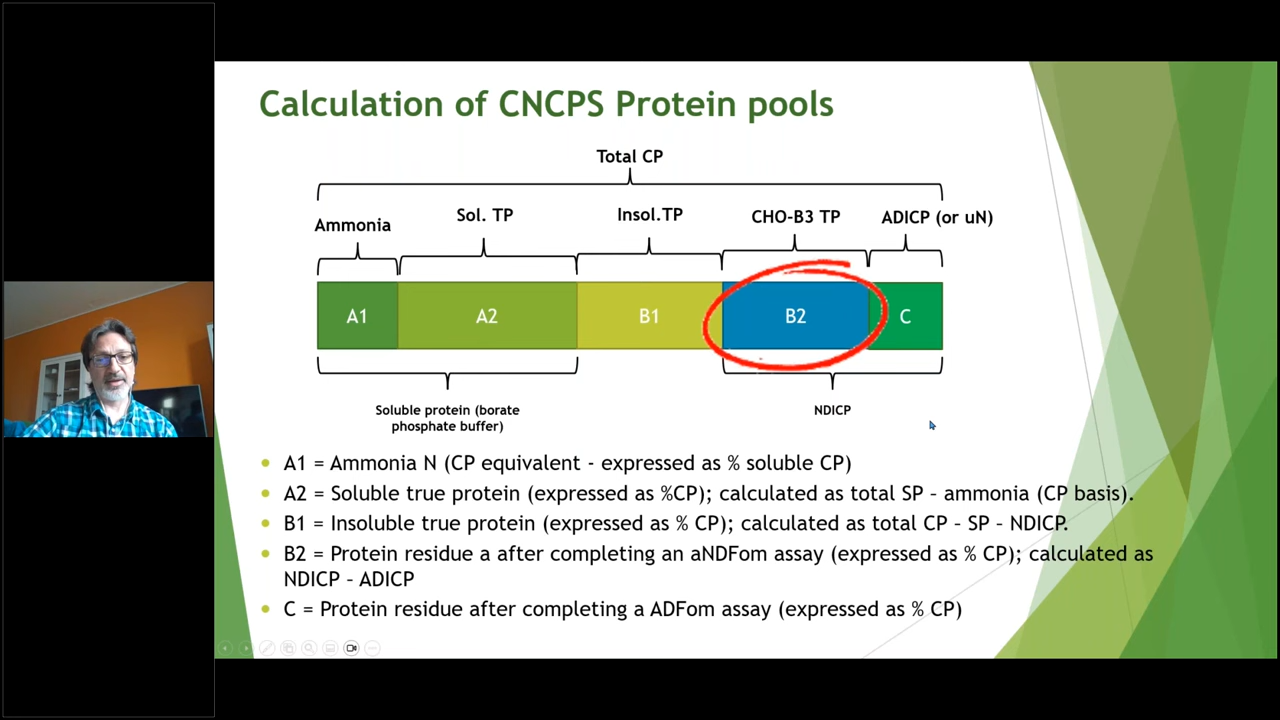 Calculation of CNCPS Protein pools
Total CP
Ammonia
Sol. TP
Insol.TP
CHO-B3 TP
ADICP (or uN)
A1
A2
B1
B2
C
Soluble protein (borate
phosphate buffer)
NDICP
A1 = Ammonia N (CP equivalent - expressed as % soluble CP)
A2 = Soluble true protein (expressed as %CP); calculated as total SP – ammonia (CP basis).
B1 = Insoluble true protein (expressed as % CP); calculated as total CP – SP – NDICP.
B2 = Protein residue a after completing an aNDFom assay (expressed as % CP); calculated as
NDICP – ADICP
C = Protein residue after completing a ADFom assay (expressed as % CP)